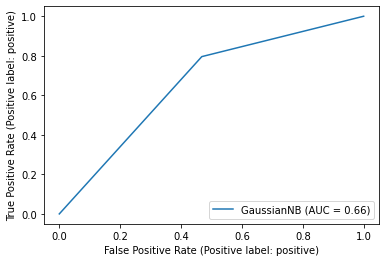 True Positive Rate (Positive label: positive)
1.0
0.8
0.6
0.4
0.2
0.0
GaussianNB (AUC = 0.66)
0.0 0.2 0.4 0.6 0.8 1.0
False Positive Rate (Positive label: positive)